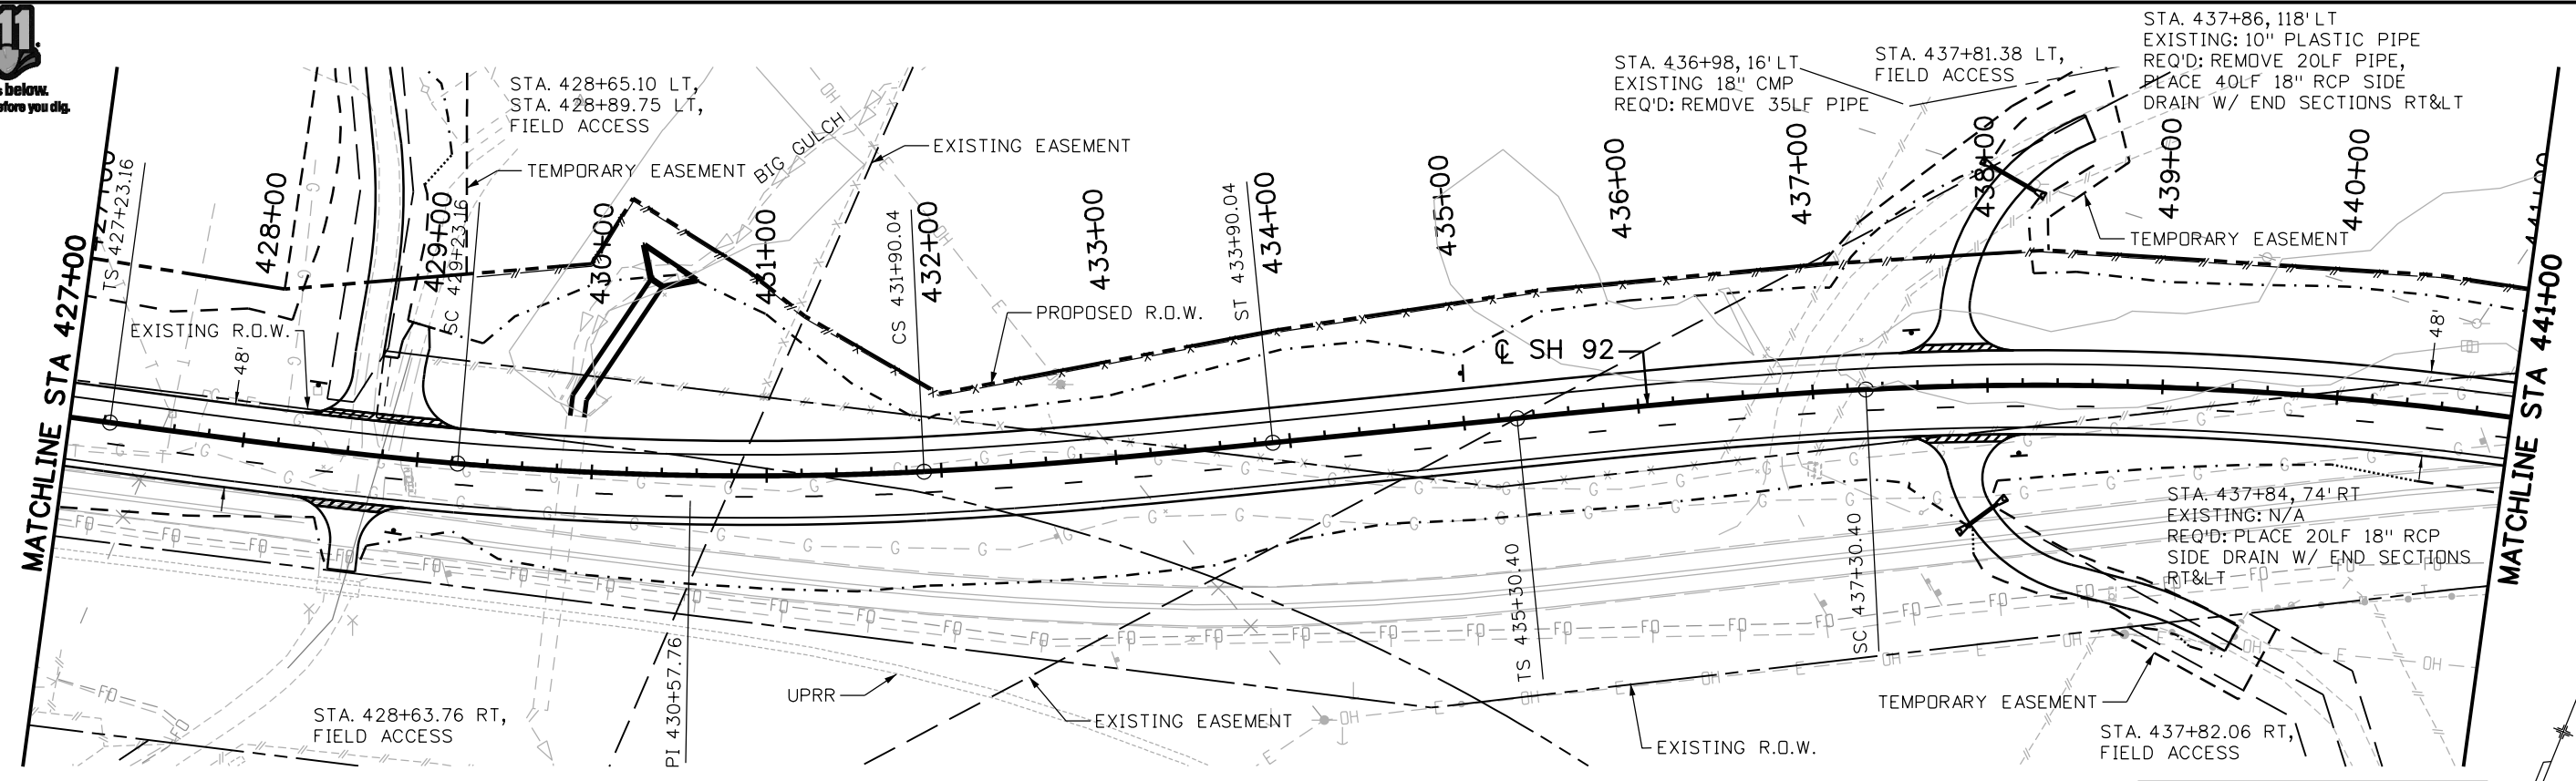 11.
s below.
efore you dig.
STA. 428+65.10 LT,
STA. 428+89.75 LT,
FIELD ACCESS
TEMPORARY EASEMENT
BIG GULCH
EXISTING EASEMENT
STA. 436+98, 16' LT
EXISTING 18" CMP
REQ'D: REMOVE 35LF PIPE
STA. 437+81.38 LT,
FIELD ACCESS
STA. 437+86, 118' LT
EXISTING: 10" PLASTIC PIPE
REQ'D: REMOVE 20LF PIPE,
PLACE 40LF 18" RCP SIDE
DRAIN W/ END SECTIONS RT&LT
TEMPORARY EASEMENT
MATCHLINE STA 427+00
TS 427+23.16
428+00
429+00
SC 429+23.16
430+00
431+00
CS 431+90.04
432+00
433+00
ST 433+90.04
434+00
435+00
436+00
437+00
438+00
439+00
440+00
MATCHLINE STA 441+00
EXISTING R.O.W.
48'
PROPOSED R.O.W.
℄ SH 92
48'
STA. 437+84, 74' RT
EXISTING: N/A
REQ'D: PLACE 20LF 18" RCP
SIDE DRAIN W/ END SECTIONS
RT&LT
PI 430+57.76
TS 435+30.40
SC 437+30.40
UPRR
EXISTING EASEMENT
STA. 428+63.76 RT,
FIELD ACCESS
EXISTING R.O.W.
TEMPORARY EASEMENT
STA. 437+82.06 RT,
FIELD ACCESS